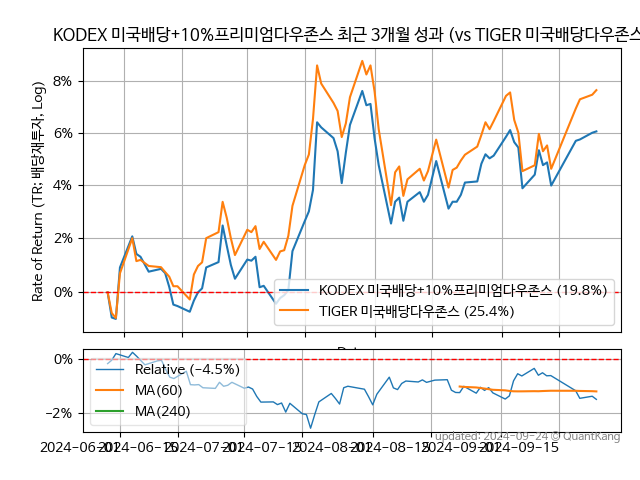 KODEX 미국배당+10%프리미엄다우존스 최근 3개월 성과 (vs TIGER 미국배당다우존스
Rate of Return (TR: 배당재투자, Log)
8%
6%
4%
2%
0%
KODEX 미국배당+10%프리미엄다우존스 (19.8%)
TIGER 미국배당다우존스 (25.4%)
0%
−2%
Relative (−4.5%)
MA(60)
MA(240)
updated: 2024-09-24 © QuantKang
2024-06-01
2024-06-15
2024-07-01
2024-07-15
2024-08-01
2024-08-15
2024-09-01
2024-09-15